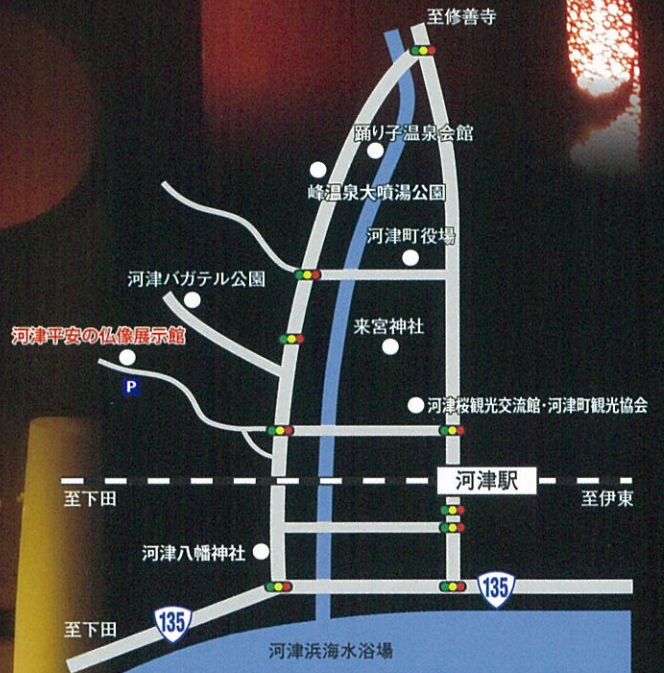 至修善寺
踊り子温泉会館
峰温泉大噴湯公園
河津町役場
河津バガテル公園
来宮神社
河津平安の仏像展示館
P
河津桜観光交流館・河津町観光協会
河津駅
至下田
至伊東
河津八幡神社
135
135
至下田
河津浜海水浴場